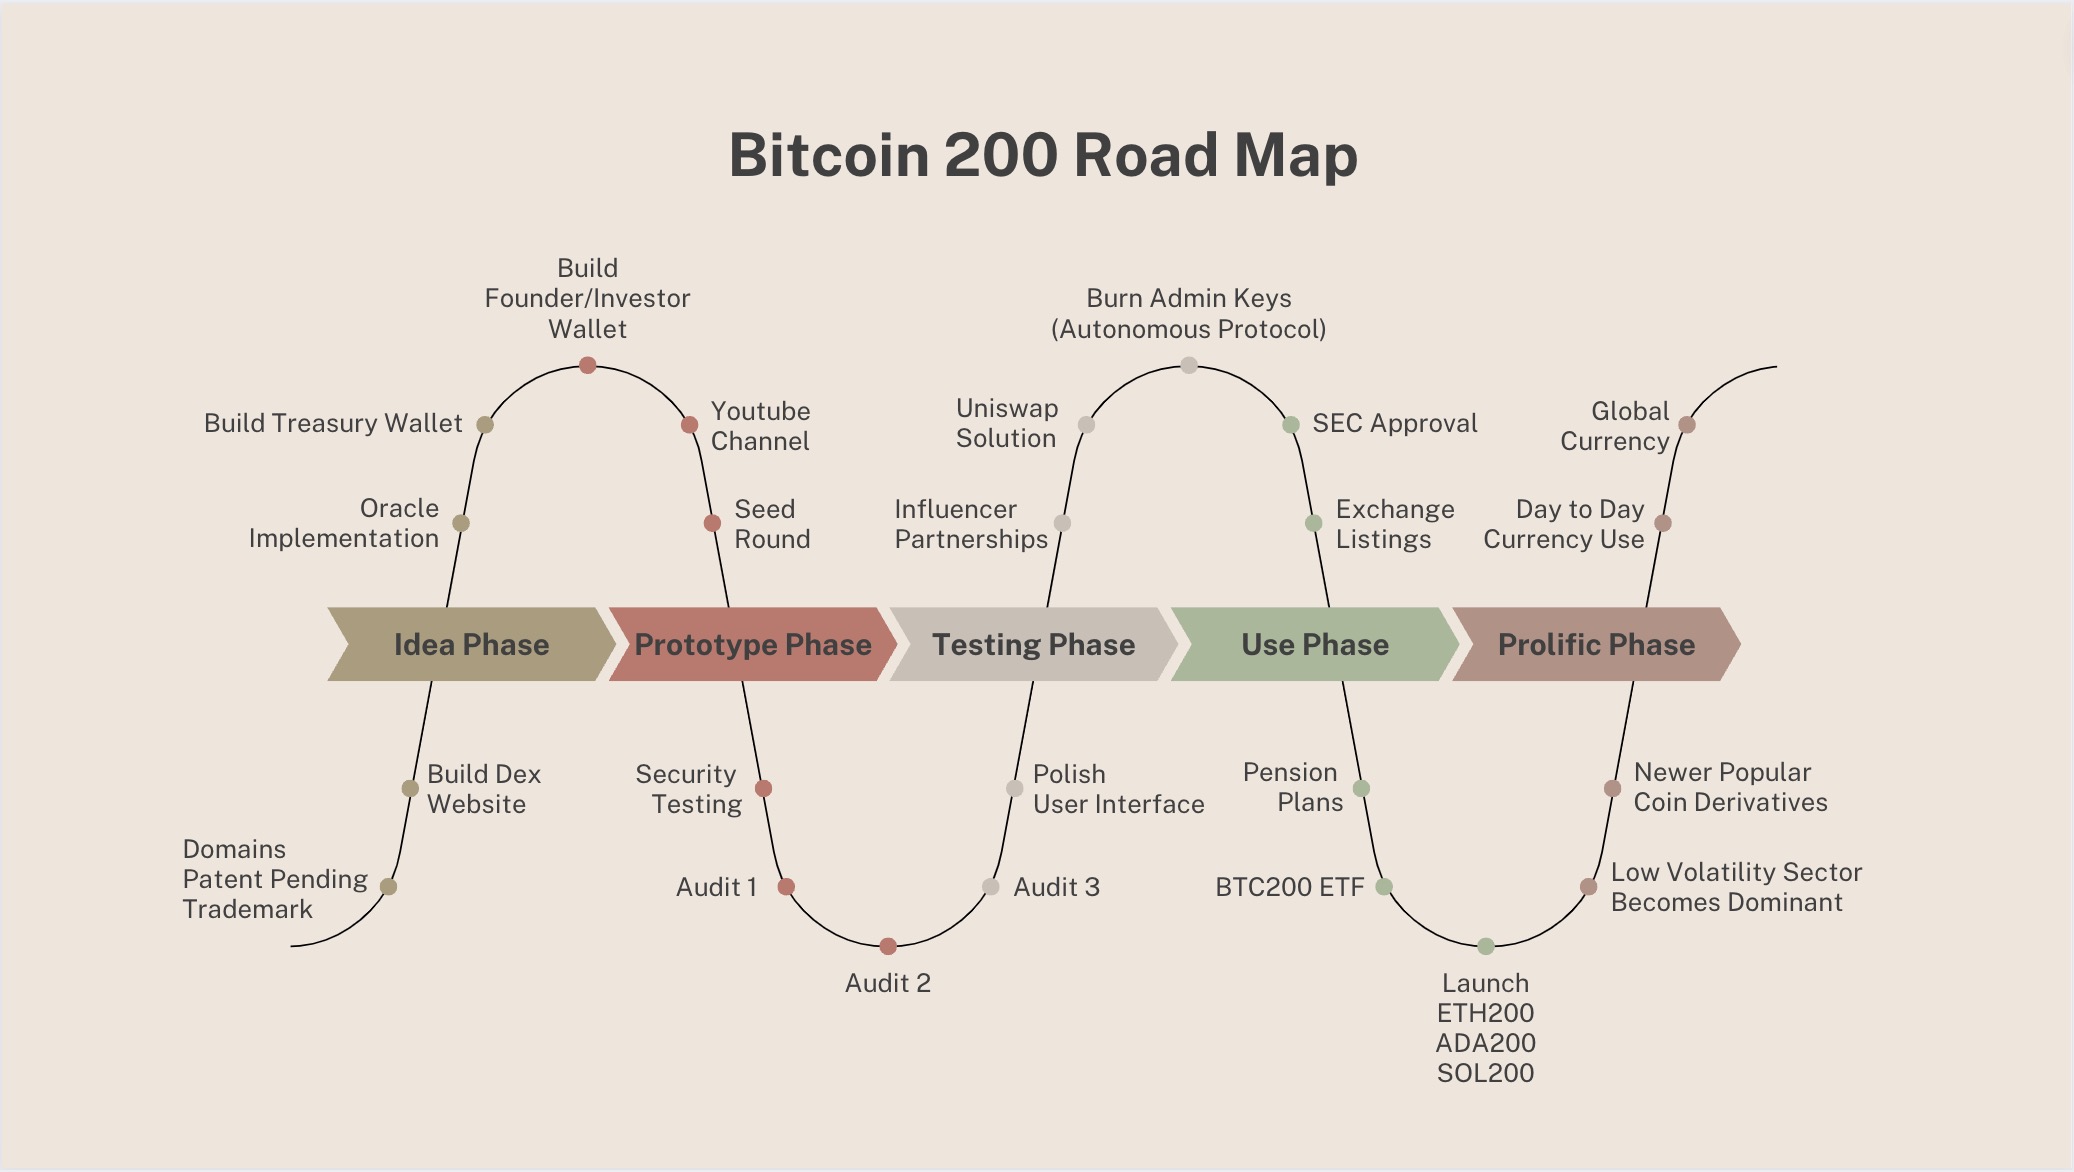 Bitcoin 200 Road Map
Build
Founder/Investor
Wallet
Burn Admin Keys
(Autonomous Protocol)
Build Treasury Wallet
Youtube
Channel
Uniswap
Solution
SEC Approval
Global
Currency
Oracle
Implementation
Seed
Round
Influencer
Partnerships
Exchange
Listings
Day to Day
Currency Use
Idea Phase
Prototype Phase
Testing Phase
Use Phase
Prolific Phase
Build Dex
Website
Security
Testing
Polish
User Interface
Pension
Plans
Newer Popular
Coin Derivatives
Domains
Patent Pending
Trademark
Audit 1
Audit 3
BTC200 ETF
Low Volatility Sector
Becomes Dominant
Audit 2
Launch
ETH200
ADA200
SOL200